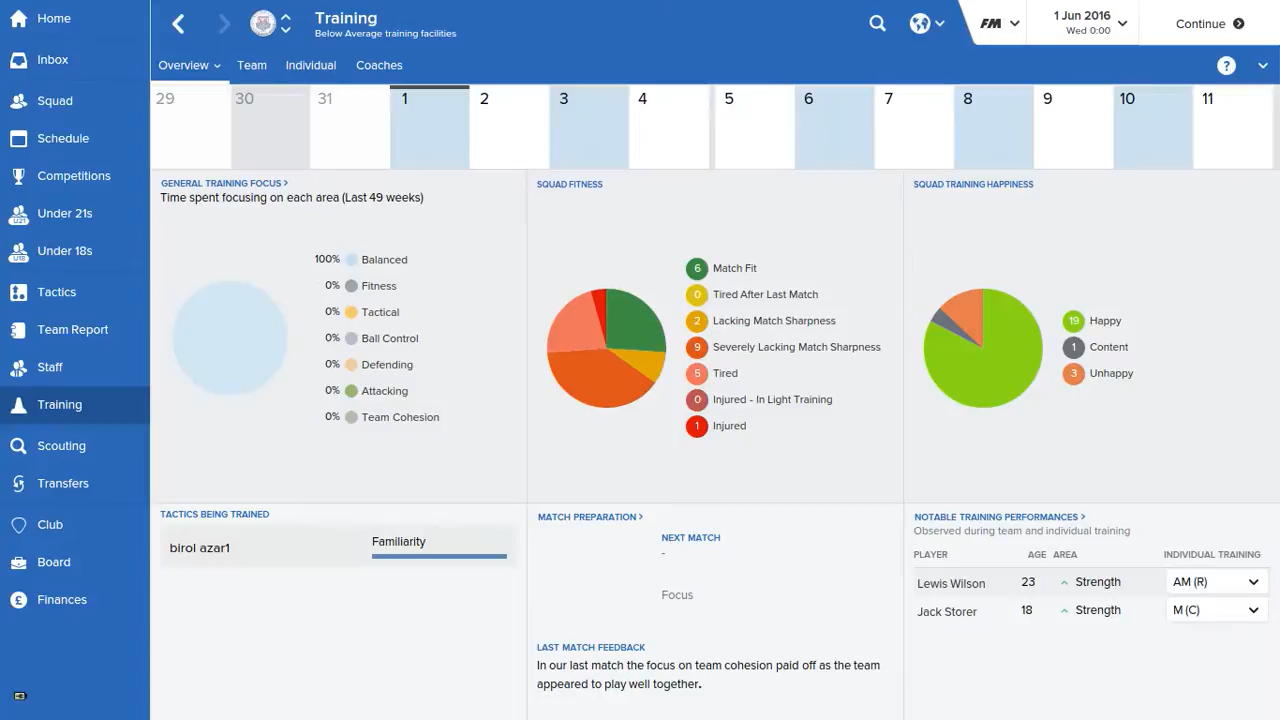 Home
Inbox
Squad
Schedule
Competitions
Under 21s
Under 18s
Tactics
Team Report
Staff
Training
Scouting
Transfers
Club
Board
Finances
Training
Below Average training facilities
FM
1 Jun 2016
Wed 0:00
Continue
Overview Team Individual Coaches
?
29 30 31 1 2 3 4 5 6 7 8 9 10 11
GENERAL TRAINING FOCUS >
Time spent focusing on each area (Last 49 weeks)
100% Balanced
0% Fitness
0% Tactical
0% Ball Control
0% Defending
0% Attacking
0% Team Cohesion
SQUAD FITNESS
6 Match Fit
0 Tired After Last Match
2 Lacking Match Sharpness
9 Severely Lacking Match Sharpness
5 Tired
0 Injured - In Light Training
1 Injured
SQUAD TRAINING HAPPINESS
19 Happy
1 Content
3 Unhappy
TACTICS BEING TRAINED
birol azar1 Familiarity
MATCH PREPARATION >
NEXT MATCH
-
Focus
LAST MATCH FEEDBACK
In our last match the focus on team cohesion paid off as the team
appeared to play well together.
NOTABLE TRAINING PERFORMANCES >
Observed during team and individual training
PLAYER AGE AREA INDIVIDUAL TRAINING
Lewis Wilson 23 Strength AM (R)
Jack Storer 18 Strength M (C)